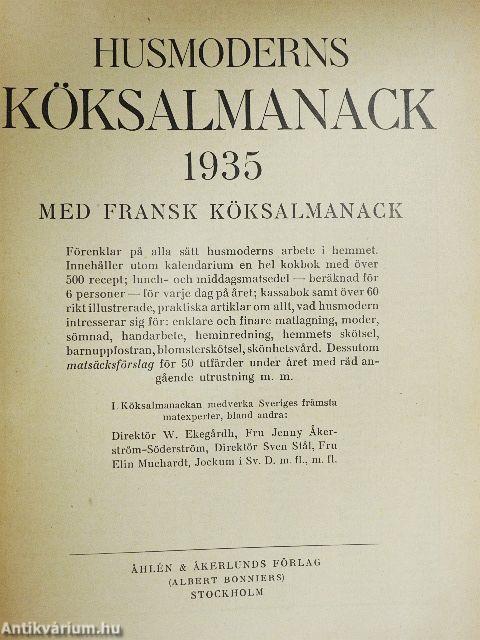 HUSMODERNS
KÖKSALMANACK
1935
MED FRANSK KÖKSALMANACK
Förenklar på alla sätt husmoderns arbete i hemmet.
Innehåller utom kalendarium en hel kokbok med över
500 recept; lunch- och middagsmatsedel — beräknad för
6 personer — för varje dag på året; kassabok samt över 60
rikt illustrerade, praktiska artiklar om allt, vad husmodern
intresserar sig för: enklare och finare matlagning, moder,
sömnad, handarbete, heminredning, hemmets skötsel,
barnuppfostran, blomsterskötsel, skönhetsvård. Dessutom
matsäcksförslag för 50 utfärder under året med råd an-
gående utrustning m. m.
I Köksalmanackan medverka Sveriges främsta
matexperter, bland andra:
Direktör W. Ekegårdh, Fru Jenny Åker-
ström-Söderström, Direktör Sven Stål, Fru
Elin Muchardt, Jockum i Sv. D. m. fl., m. fl.
ÅHLÉN & ÅKERLUNDS FÖRLAG
(ALBERT BONNIERS)
STOCKHOLM
Antikvárium.hu